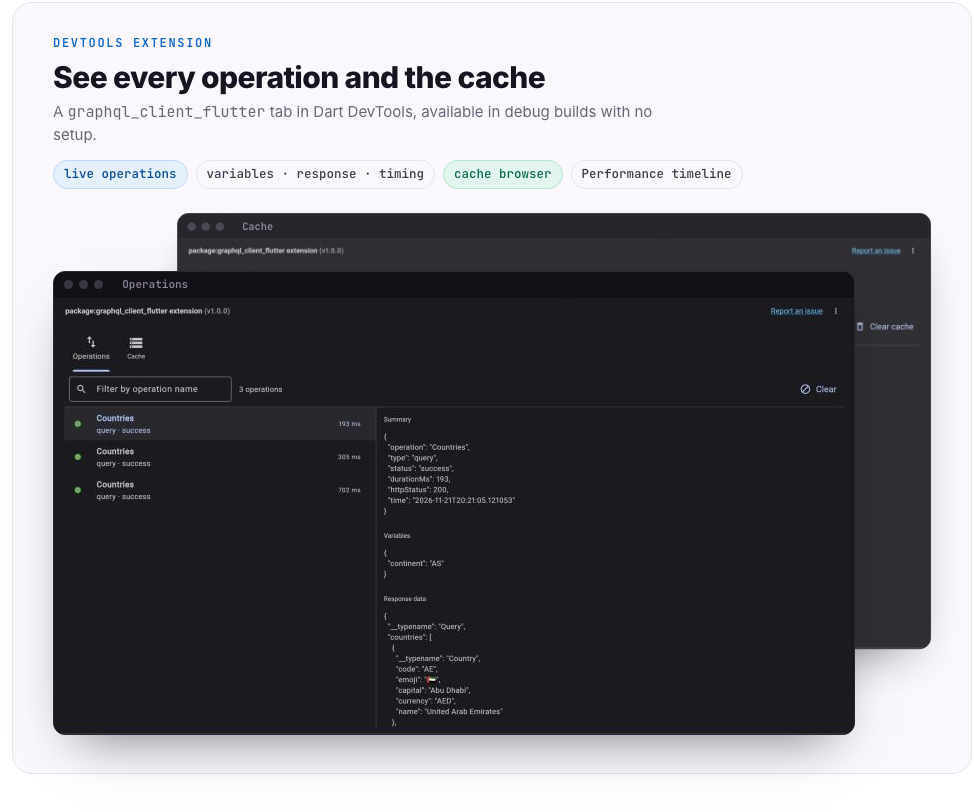 DEVTOOLS EXTENSION
See every operation and the cache
A graphql_client_flutter tab in Dart DevTools, available in debug builds with no
setup.
live operations
variables · response · timing
cache browser
Performance timeline
Cache
package:graphql_client_flutter extension (v1.0.0)
Report an issue
Clear cache
Operations
package:graphql_client_flutter extension (v1.0.0)
Report an issue
Operations
Cache
Filter by operation name
3 operations
Clear
Countries
query · success
193 ms
Countries
query · success
305 ms
Countries
query · success
702 ms
Summary
{
"operation": "Countries",
"type": "query",
"status": "success",
"durationMs": 193,
"httpStatus": 200,
"time": "2026-11-21T20:21:05.121053"
}
Variables
{
"continent": "AS"
}
Response data
{
"__typename": "Query",
"countries": [
{
"__typename": "Country",
"code": "AE",
"emoji": "🇦🇪",
"capital": "Abu Dhabi",
"currency": "AED",
"name": "United Arab Emirates"
},